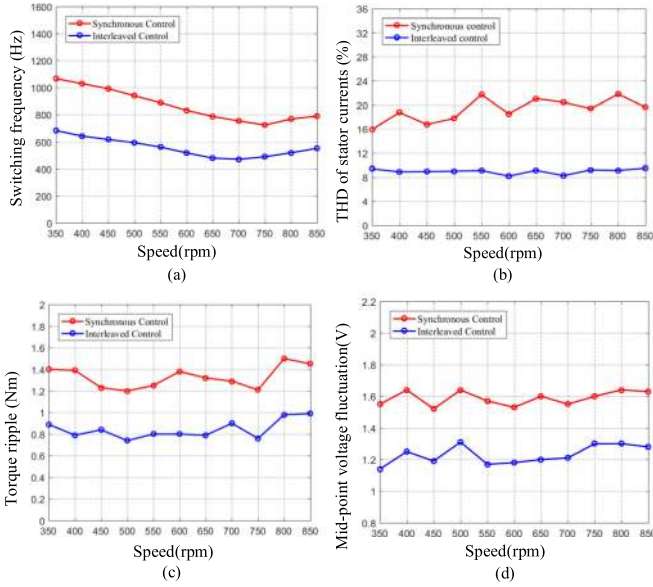 Switching frequency (Hz)
1600
1400
1200
1000
800
600
400
200
0
Synchronous Control
Interleaved Control
350 400 450 500 550 600 650 700 750 800 850
Speed(rpm)
(a)
THD of stator currents (%)
36
32
28
24
20
16
12
8
4
0
Synchronous control
Interleaved control
350 400 450 500 550 600 650 700 750 800 850
Speed(rpm)
(b)
Torque ripple (Nm)
2
1.8
1.6
1.4
1.2
1
0.8
0.6
0.4
0.2
0
Synchronous Control
Interleaved Control
350 400 450 500 550 600 650 700 750 800 850
Speed(rpm)
(c)
Mid-point voltage fluctuation(V)
2.2
2
1.8
1.6
1.4
1.2
1
0.8
Synchronous Control
Interleaved Control
350 400 450 500 550 600 650 700 750 800 850
Speed(rpm)
(d)